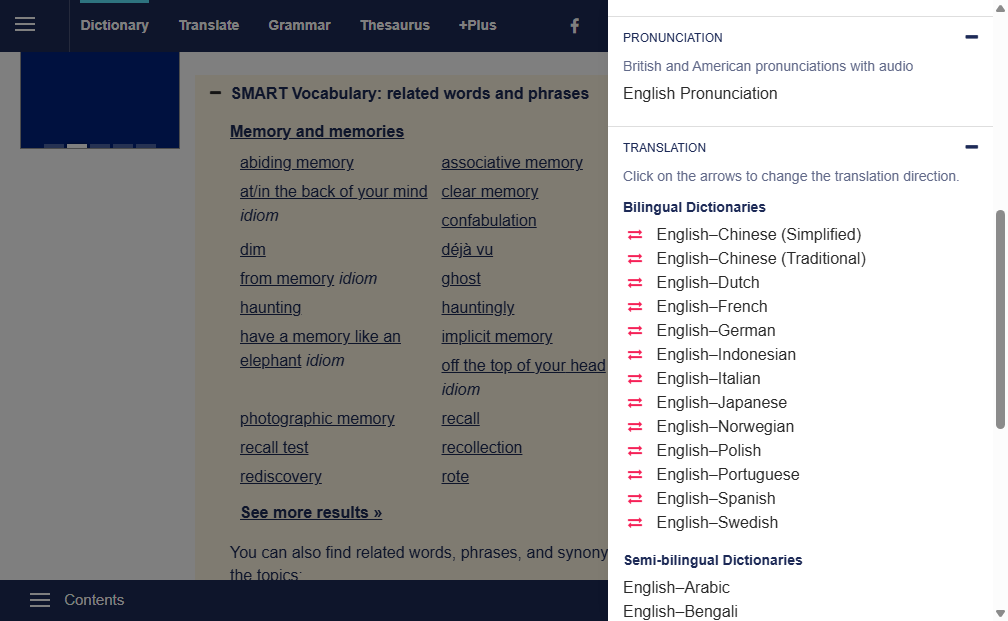 Dictionary Translate Grammar Thesaurus +Plus
SMART Vocabulary: related words and phrases
Memory and memories
abiding memory
at/in the back of your mind
idiom
dim
from memory idiom
haunting
have a memory like an
elephant idiom
photographic memory
recall test
rediscovery
associative memory
clear memory
confabulation
déjà vu
ghost
hauntingly
implicit memory
off the top of your head
idiom
recall
recollection
rote
See more results »
You can also find related words, phrases, and synony
the topics:
Contents
PRONUNCIATION
British and American pronunciations with audio
English Pronunciation
TRANSLATION
Click on the arrows to change the translation direction.
Bilingual Dictionaries
English–Chinese (Simplified)
English–Chinese (Traditional)
English–Dutch
English–French
English–German
English–Indonesian
English–Italian
English–Japanese
English–Norwegian
English–Polish
English–Portuguese
English–Spanish
English–Swedish
Semi-bilingual Dictionaries
English–Arabic
English–Bengali